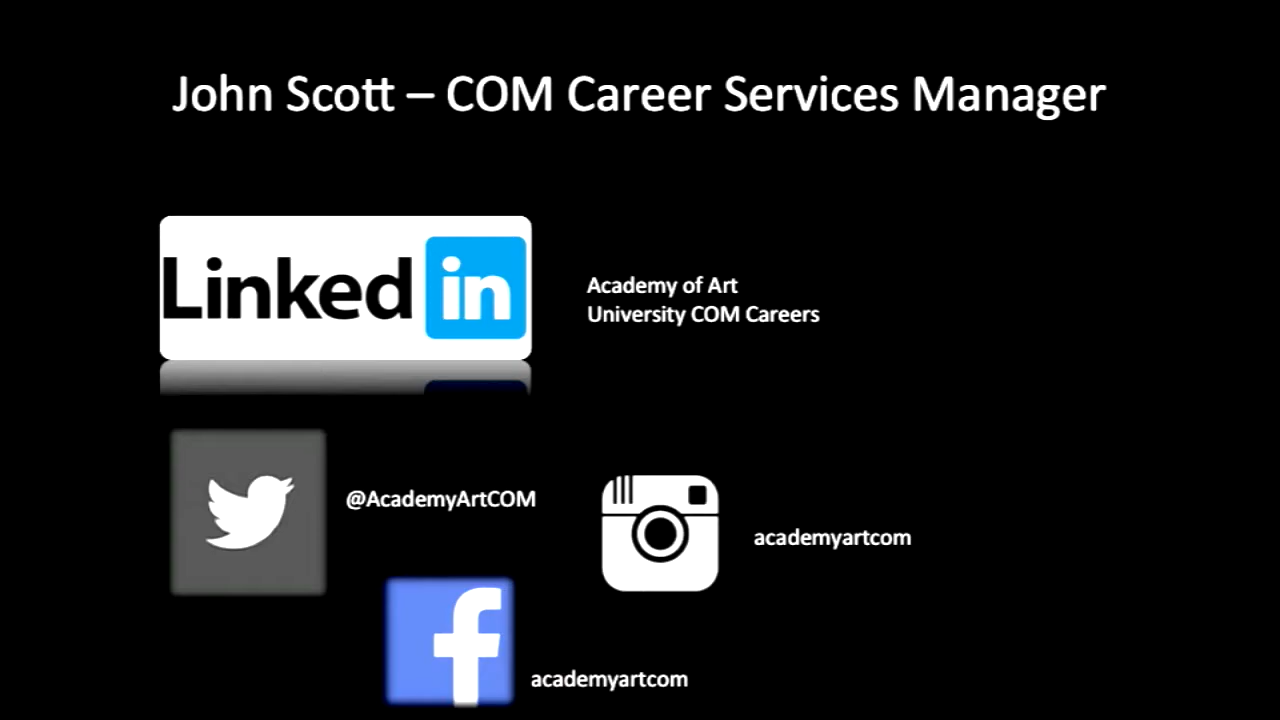 John Scott – COM Career Services Manager
Linked in
Academy of Art
University COM Careers
@AcademyArtCOM
academyartcom
f
academyartcom